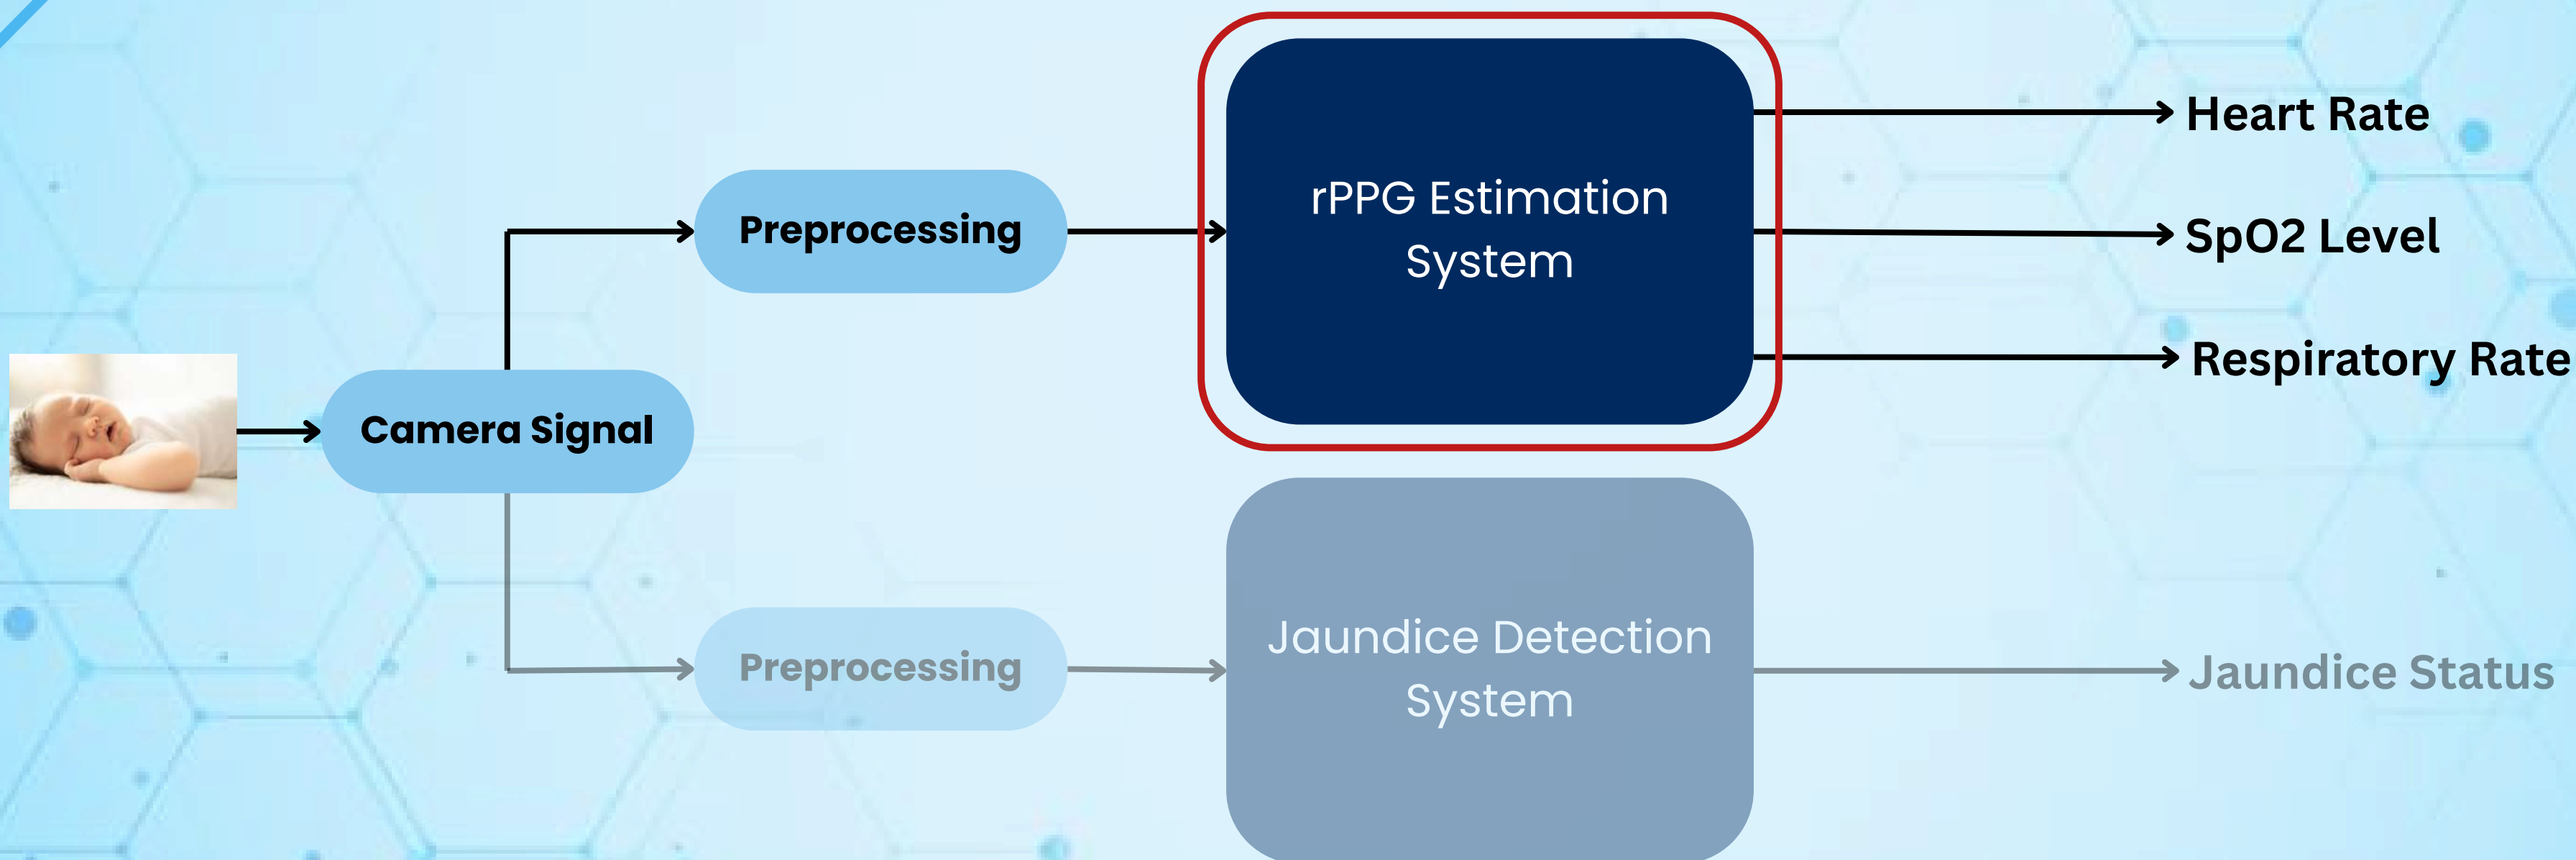 Heart Rate
rPPG Estimation
System
Preprocessing
SpO2 Level
Respiratory Rate
Camera Signal
Jaundice Detection
System
Preprocessing
Jaundice Status